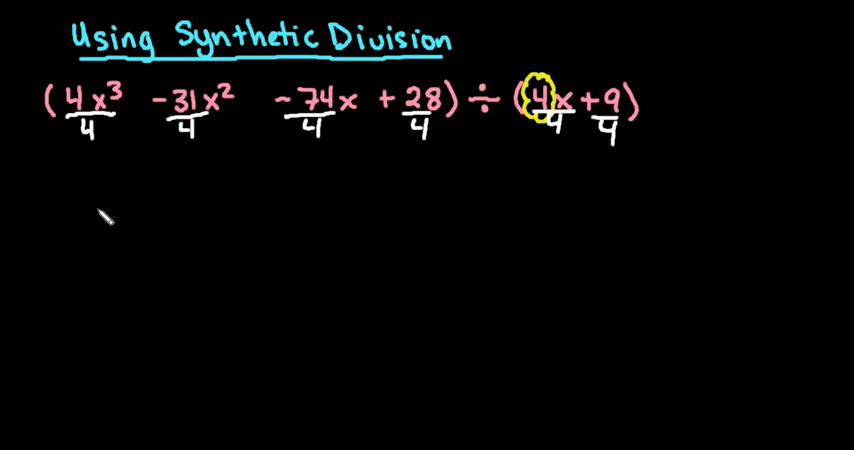 Using Synthetic Division
(4x³ -31x² -74x +28) ÷ (4x +9)
4 4 4 4 4 4